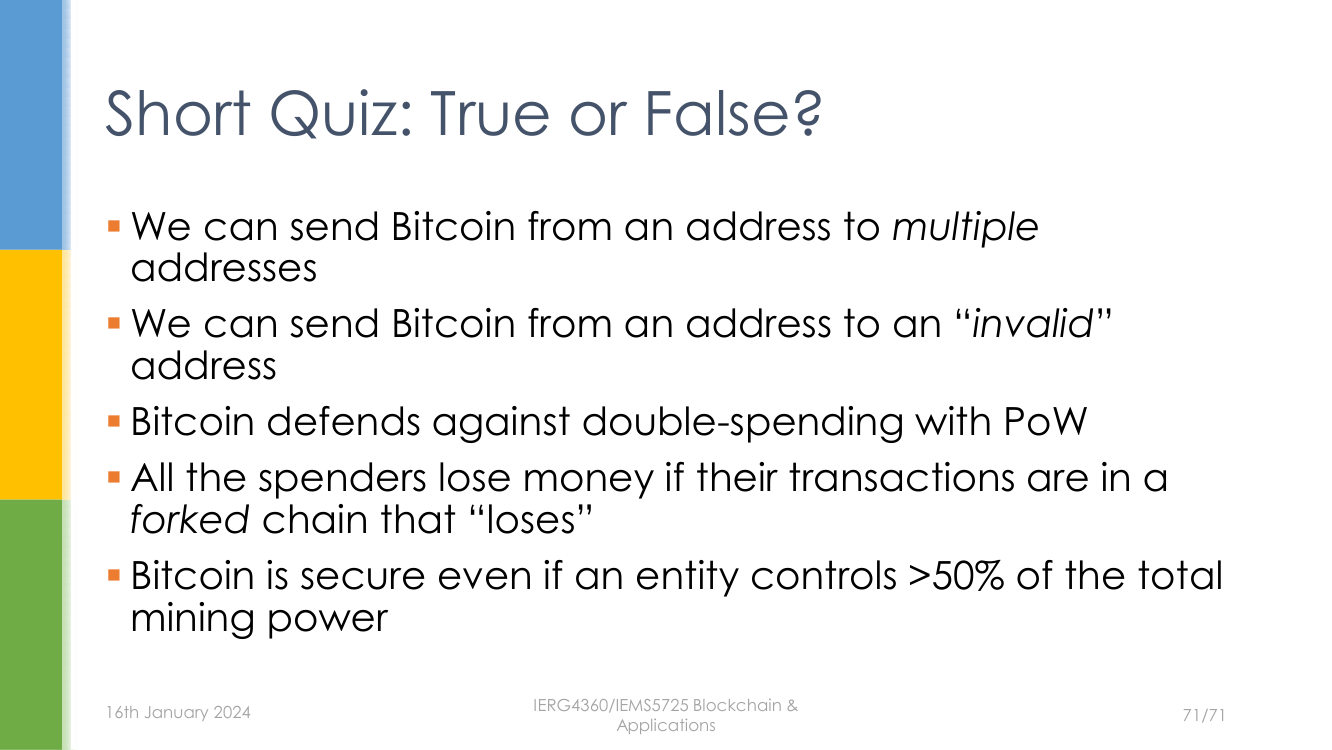 Short Quiz: True or False?
We can send Bitcoin from an address to multiple
addresses
We can send Bitcoin from an address to an “invalid”
address
Bitcoin defends against double-spending with PoW
All the spenders lose money if their transactions are in a
forked chain that “loses”
Bitcoin is secure even if an entity controls >50% of the total
mining power
16th January 2024
IERG4360/IEMS5725 Blockchain &
Applications
71/71